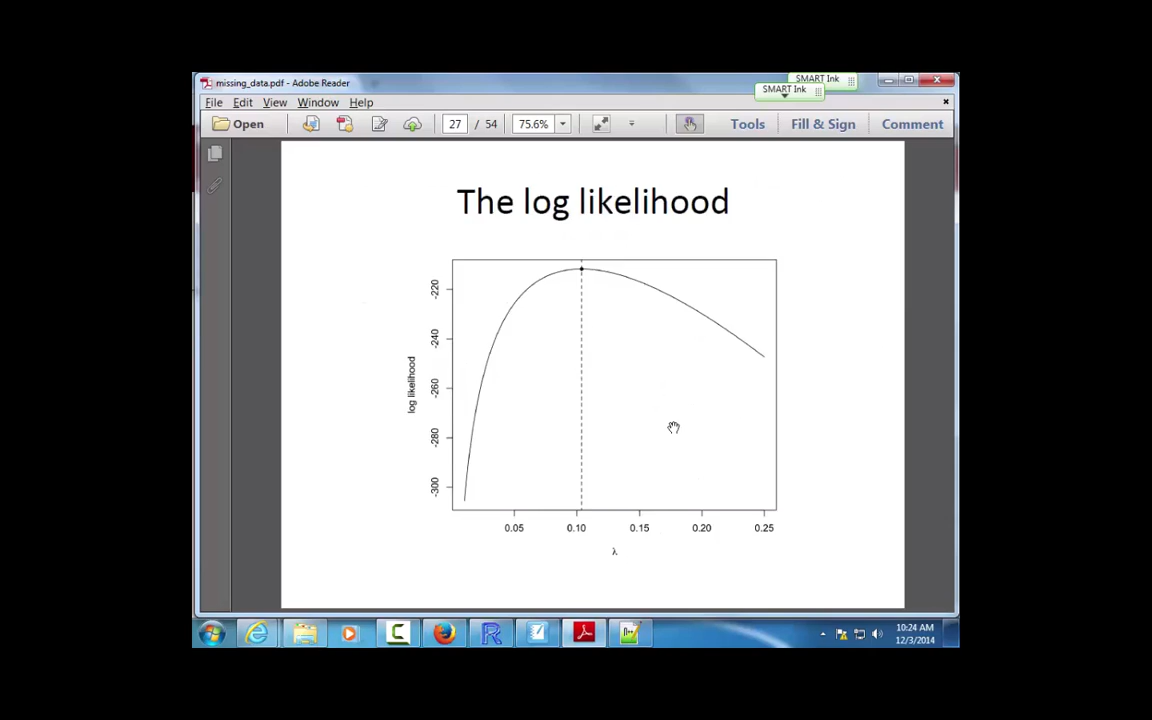 missing_data.pdf - Adobe Reader
SMART Ink
SMART Ink
File Edit View Window Help
Open 27 / 54 75.6% Tools Fill & Sign Comment
The log likelihood
log likelihood
-220
-240
-260
-280
-300
0.05 0.10 0.15 0.20 0.25
λ
10:24 AM
12/3/2014